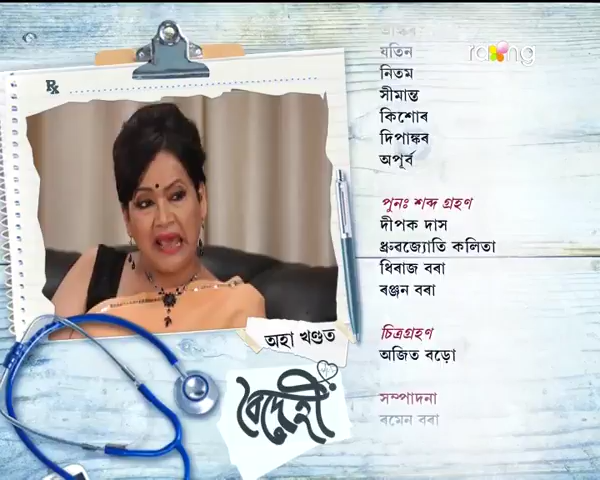 rang
যতিন
নিতম
সীমান্ত
কিশোৰ
দিপাঙ্কৰ
অপূৰ্ব
পুনঃ শব্দ গ্ৰহণ
দীপক দাস
ধ্ৰুৱজ্যোতি কলিতা
ধিৰাজ বৰা
ৰঞ্জন বৰা
চিত্ৰগ্ৰহণ
অজিত বড়ো
সম্পাদনা
ৰমেন বৰা
Rx
অহা খণ্ডত
বৈদেহী